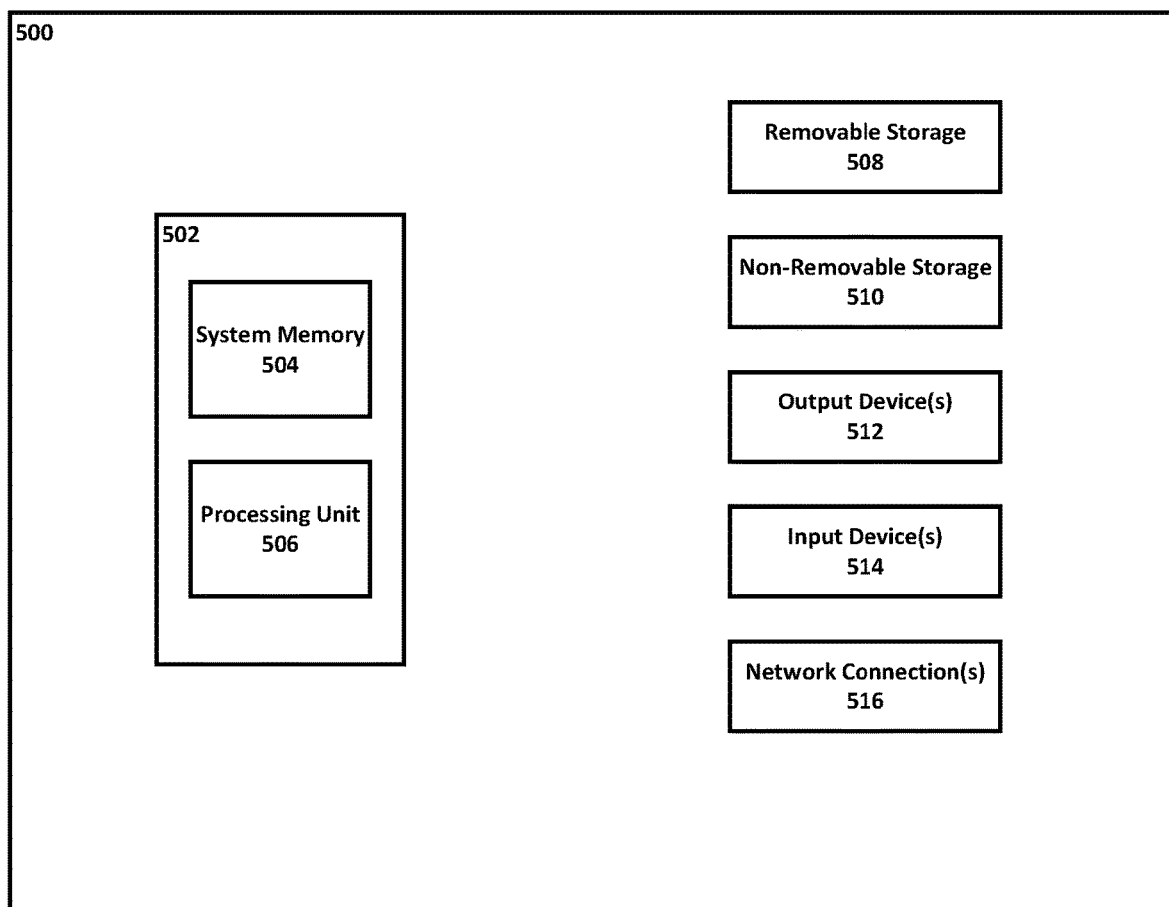 500
502
System Memory
504
Processing Unit
506
Removable Storage
508
Non-Removable Storage
510
Output Device(s)
512
Input Device(s)
514
Network Connection(s)
516